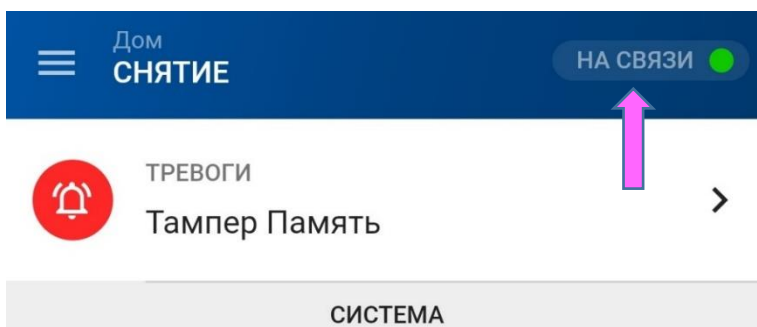 Дом
СНЯТИЕ
НА СВЯЗИ
ТРЕВОГИ
Тампер Память
СИСТЕМА